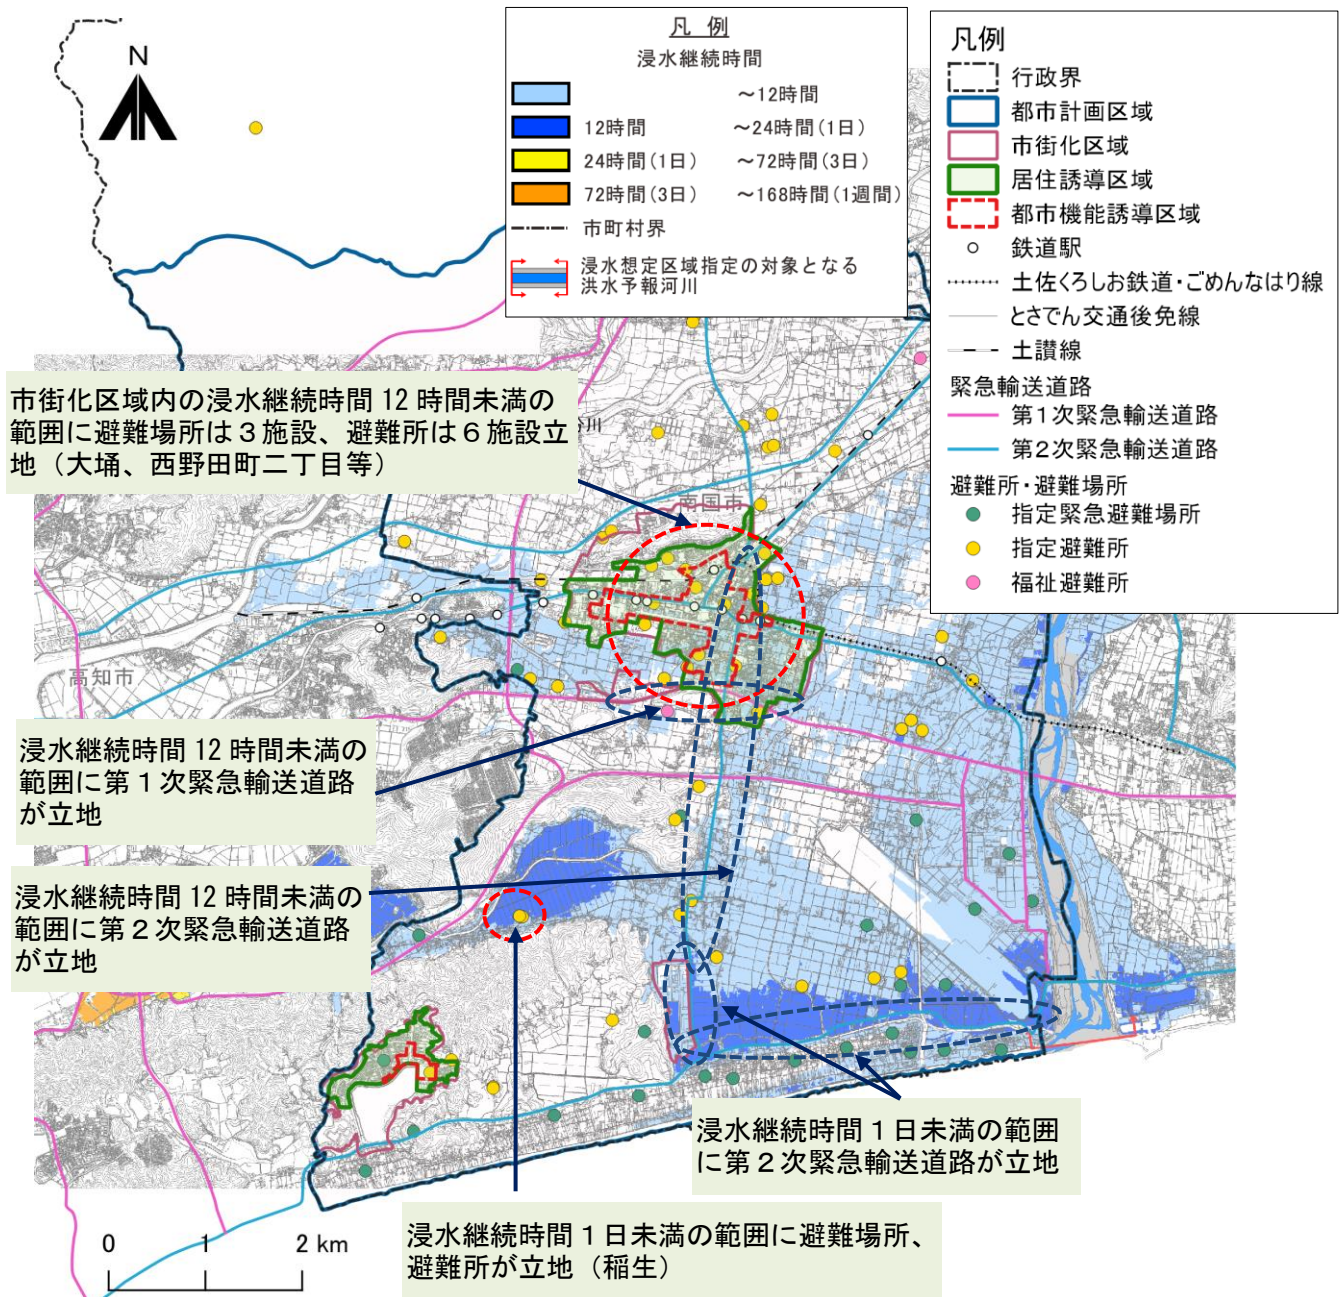 N
凡 例
浸水継続時間
～12時間
12時間 ～24時間(1日)
24時間(1日) ～72時間(3日)
72時間(3日) ～168時間(1週間)
市町村界
浸水想定区域指定の対象となる
洪水予報河川
凡例
行政界
都市計画区域
市街化区域
居住誘導区域
都市機能誘導区域
鉄道駅
土佐くろしお鉄道・ごめんなはり線
とさでん交通後免線
土讃線
緊急輸送道路
第1次緊急輸送道路
第2次緊急輸送道路
避難所・避難場所
指定緊急避難場所
指定避難所
福祉避難所
市街化区域内の浸水継続時間 12 時間未満の
範囲に避難場所は３施設、避難所は６施設立
地（大埇、西野田町二丁目等）
川
南国市
高知市
浸水継続時間 12 時間未満の
範囲に第１次緊急輸送道路
が立地
浸水継続時間 12 時間未満の
範囲に第２次緊急輸送道路
が立地
浸水継続時間１日未満の範囲
に第２次緊急輸送道路が立地
浸水継続時間１日未満の範囲に避難場所、
避難所が立地（稲生）
0 1 2 km